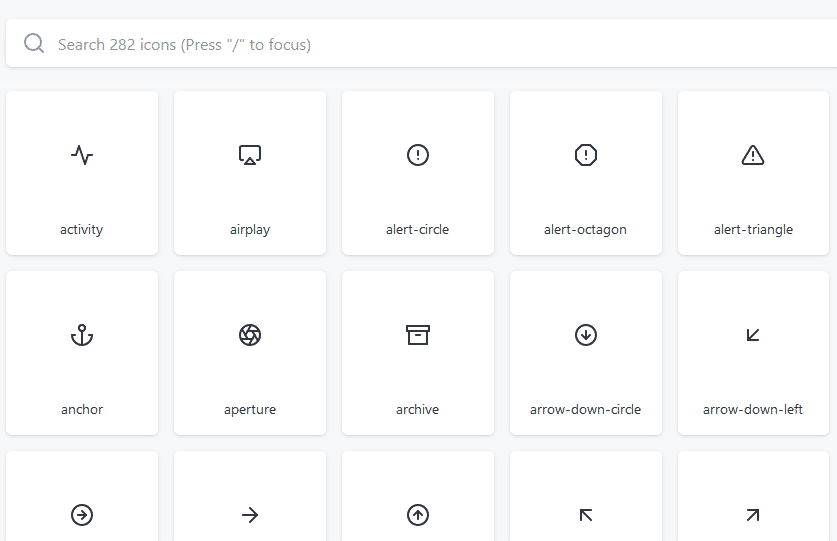 Search 282 icons (Press "/" to focus)
activity
airplay
alert-circle
alert-octagon
alert-triangle
anchor
aperture
archive
arrow-down-circle
arrow-down-left